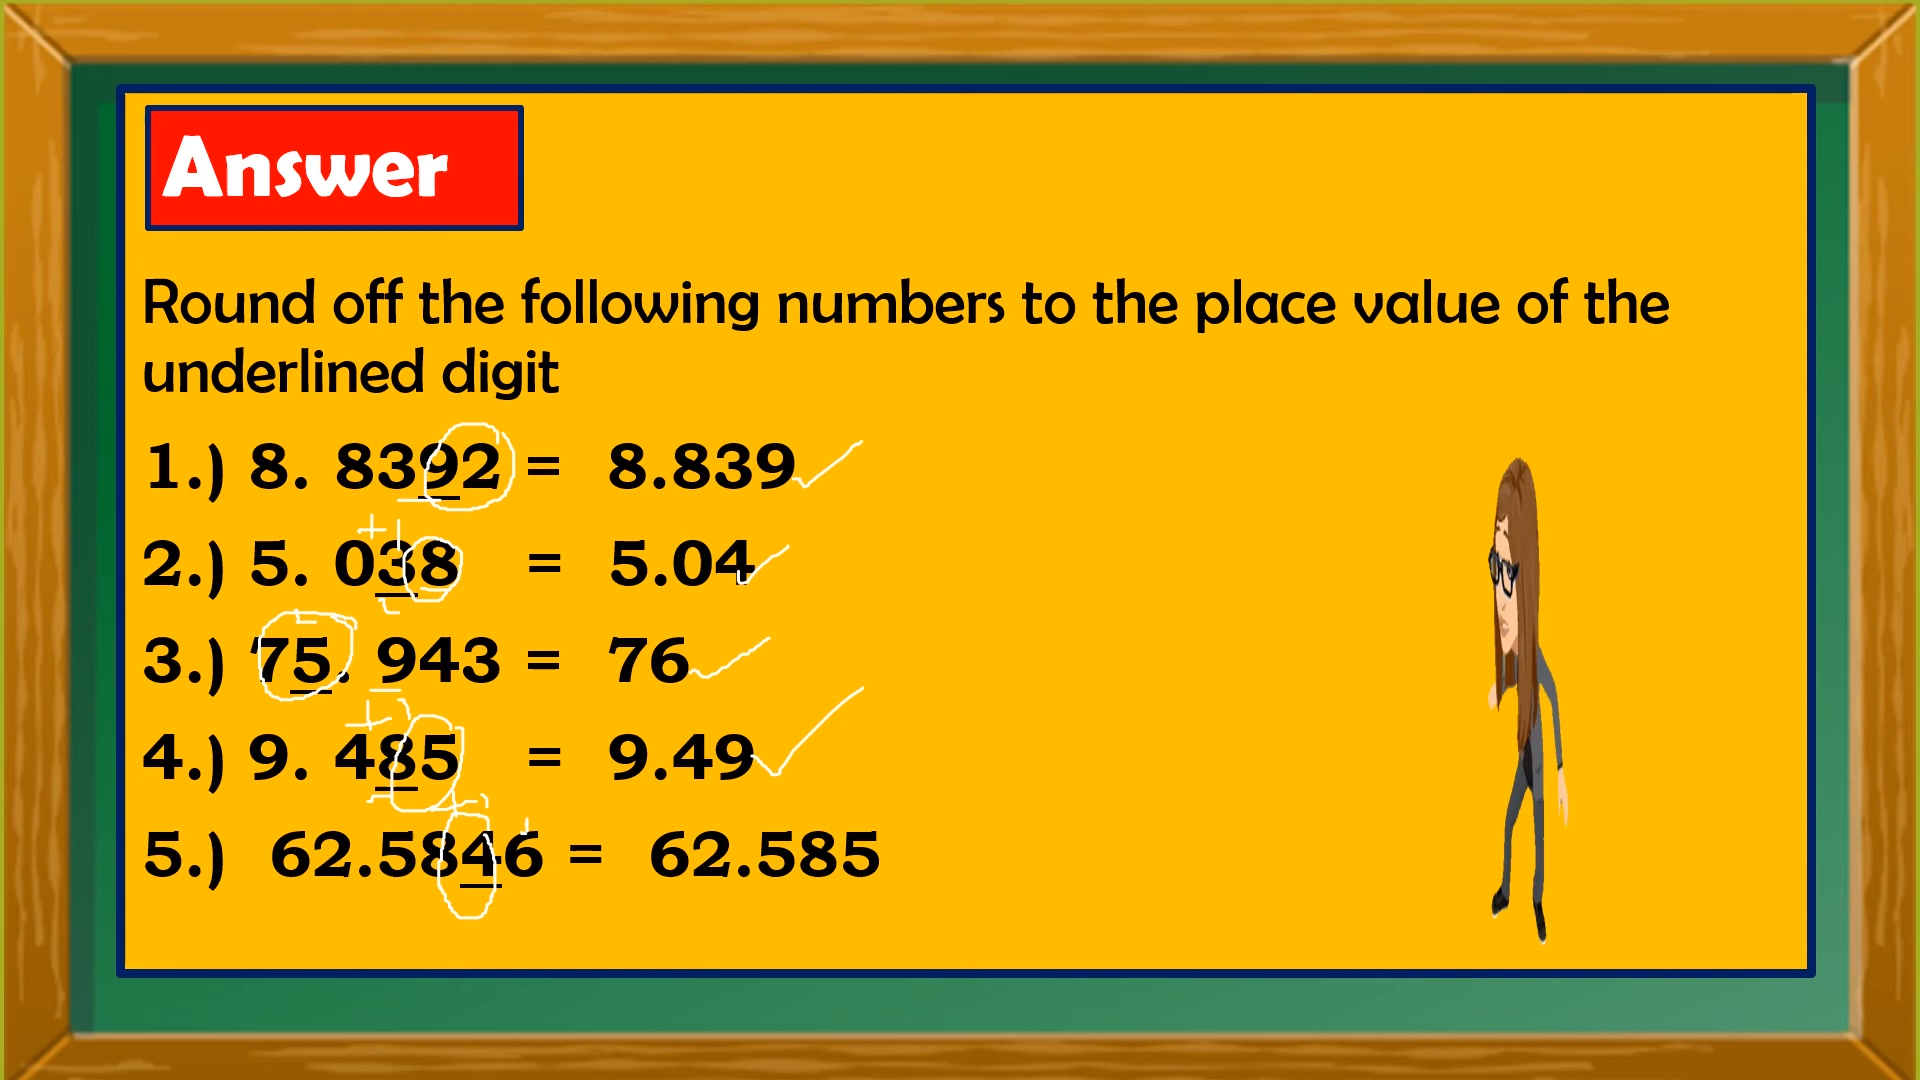 Answer
Round off the following numbers to the place value of the
underlined digit
1.) 8. 8392 = 8.839
2.) 5. 038 = 5.04
3.) 75. 943 = 76
4.) 9. 485 = 9.49
5.) 62.5846 = 62.585